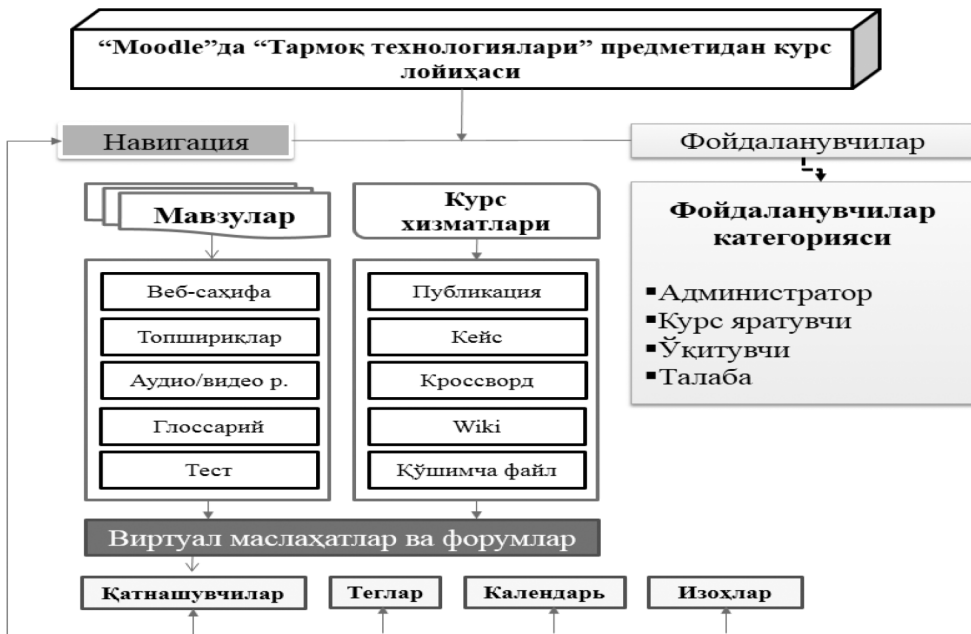 “Moodle”да “Тармоқ технологиялари” предметидан курс
лойиҳаси
Навигация
Фойдаланувчилар
Мавзулар
Курс
хизматлари
Фойдаланувчилар
категорияси
▪Администратор
▪Курс яратувчи
▪Ўқитувчи
▪Талаба
Веб-саҳифа
Топшириқлар
Аудио/видео р.
Глоссарий
Тест
Публикация
Кейс
Кроссворд
Wiki
Қўшимча файл
Виртуал маслаҳатлар ва форумлар
Қатнашувчилар
Теглар
Календарь
Изоҳлар